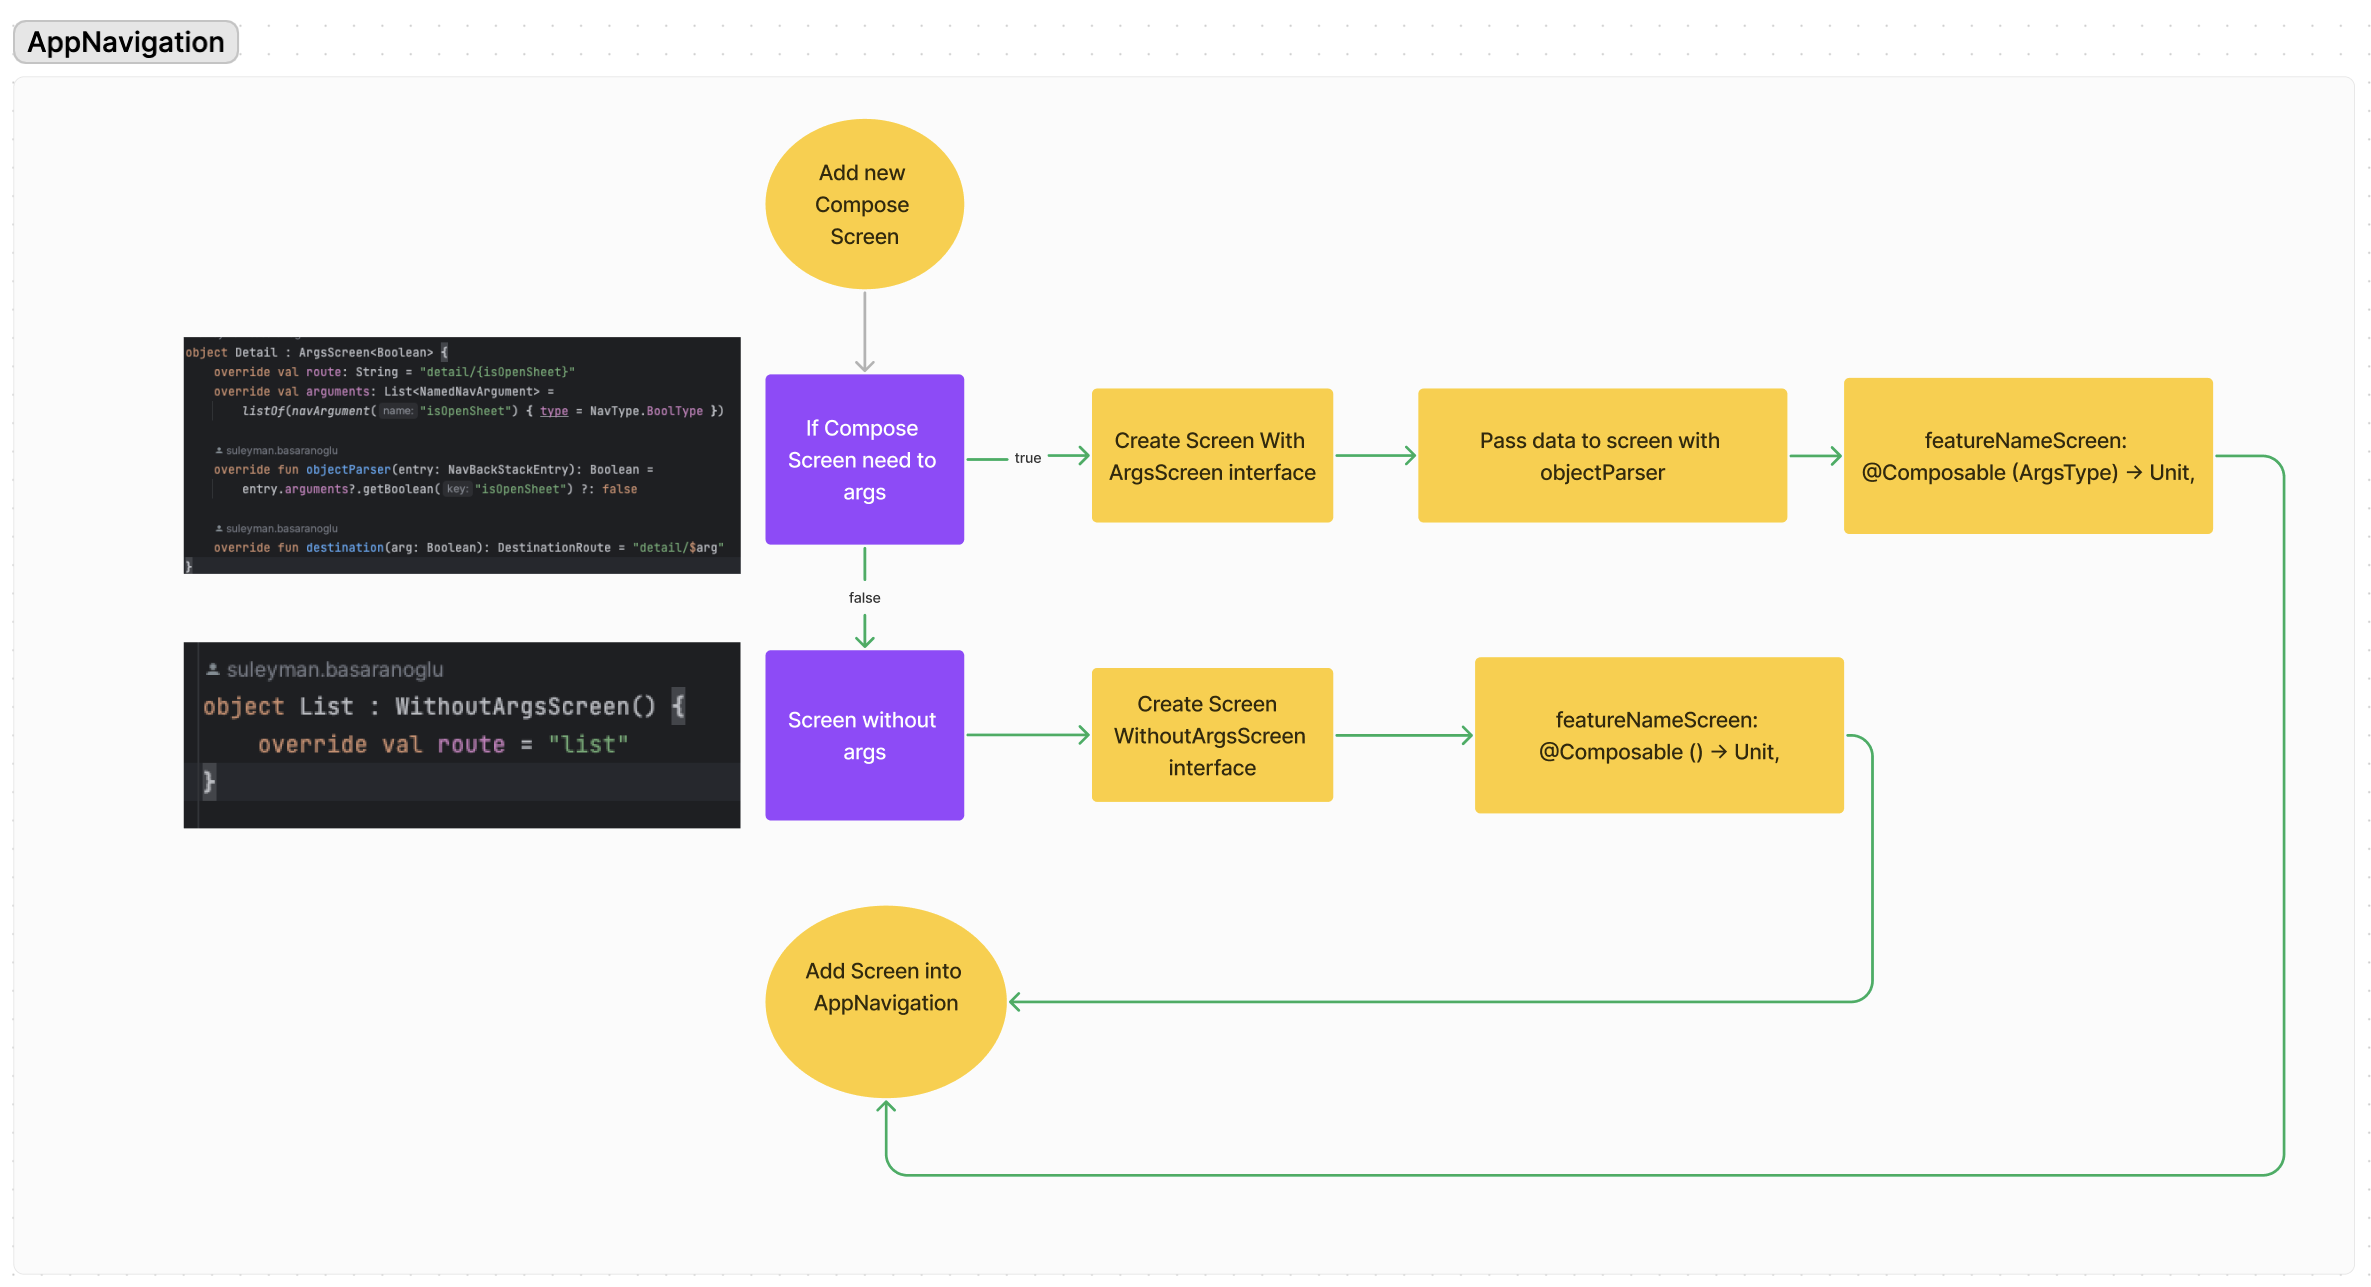 AppNavigation
Add new
Compose
Screen
object Detail : ArgsScreen<Boolean> {
override val route: String = "detail/{isOpenSheet}"
override val arguments: List<NamedNavArgument> =
listOf(navArgument( name: "isOpenSheet") { type = NavType.BoolType })
suleyman.basaranoglu
override fun objectParser(entry: NavBackStackEntry): Boolean =
entry.arguments?.getBoolean( key: "isOpenSheet") ?: false
suleyman.basaranoglu
override fun destination(arg: Boolean): DestinationRoute = "detail/$arg"
}
If Compose
Screen need to
args
true
Create Screen With
ArgsScreen interface
Pass data to screen with
objectParser
featureNameScreen:
@Composable (ArgsType) → Unit,
false
suleyman.basaranoglu
object List : WithoutArgsScreen() {
override val route = "list"
}
Screen without
args
Create Screen
WithoutArgsScreen
interface
featureNameScreen:
@Composable () → Unit,
Add Screen into
AppNavigation